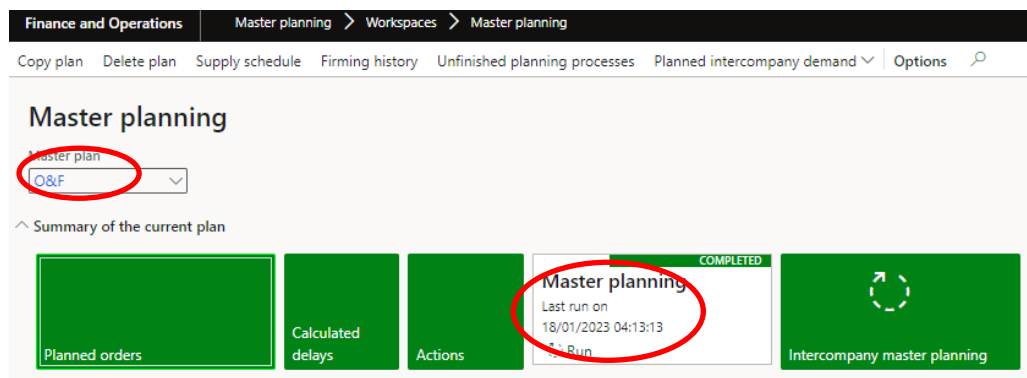 Finance and Operations Master planning > Workspaces > Master planning
Copy plan Delete plan Supply schedule Firming history Unfinished planning processes Planned intercompany demand Options
Master planning
Master plan
O&F
Summary of the current plan
COMPLETED
Master planning
Last run on
18/01/2023 04:13:13
Run
Planned orders
Calculated
delays
Actions
Intercompany master planning